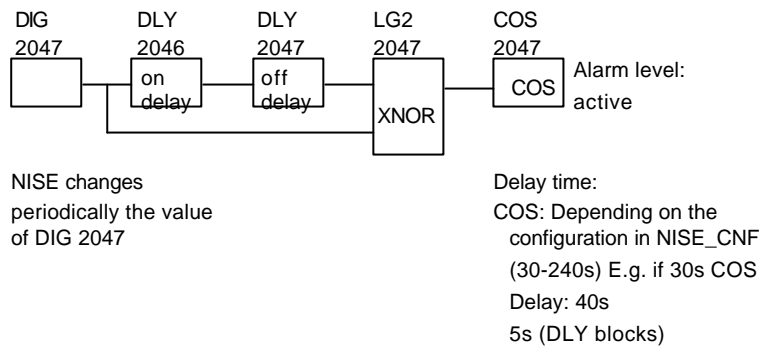 DIG DLY DLY LG2 COS
2047 2046 2047 2047 2047
on off
delay delay
COS
XNOR
Alarm level:
active
NISE changes
periodically the value
of DIG 2047
Delay time:
COS: Depending on the
configuration in NISE_CNF
(30-240s) E.g. if 30s COS
Delay: 40s
5s (DLY blocks)